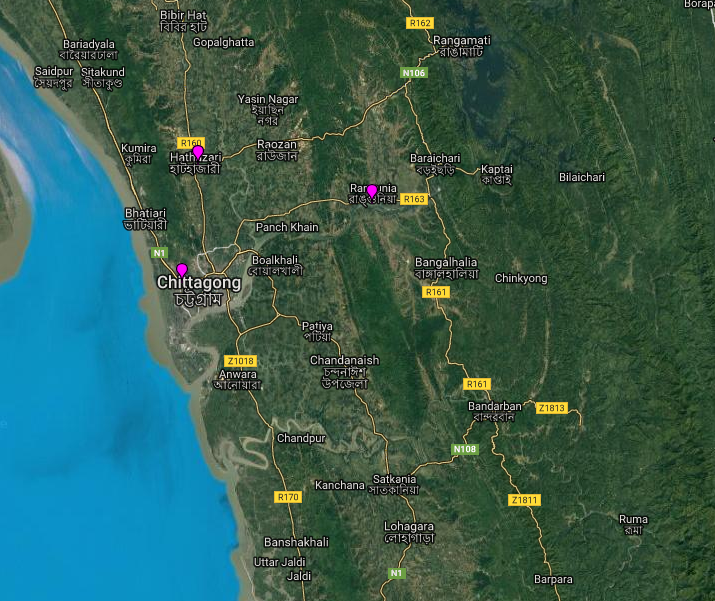 Borapa
Bibir Hat
বিবির হাট
R162
Bariadyala
বারৈয়ারঢালা
Gopalghatta
Rangamati
রাঙ্গামাটি
Saidpur
সৈয়দপুর
Sitakund
সীতাকুণ্ড
N106
Yasin Nagar
ইয়াছিন
নগর
Kumira
কুমিরা
R160
Hathazari
হাটহাজারী
Raozan
রাউজান
Baraichari
বড়ইছড়ি
Kaptai
কাপ্তাই
Bilaichari
R163
Bhatiari
ভাটিয়ারী
Panch Khain
N1
Boalkhali
বোয়ালখালী
Bangalhalia
বাঙ্গালহালিয়া
Chinkyong
Chittagong
চট্টগ্রাম
R161
Patiya
পটিয়া
Z1018
Chandanaish
চন্দনাঈশ
উপজেলা
Anwara
আনোয়ারা
R161
Bandarban
বান্দরবান
Z1813
Chandpur
N108
Kanchana
Satkania
সাতকানিয়া
R170
Z1811
Lohagara
লোহাগাড়া
Ruma
রুমা
Banshakhali
Uttar Jaldi
Jaldi
N1
Barpara